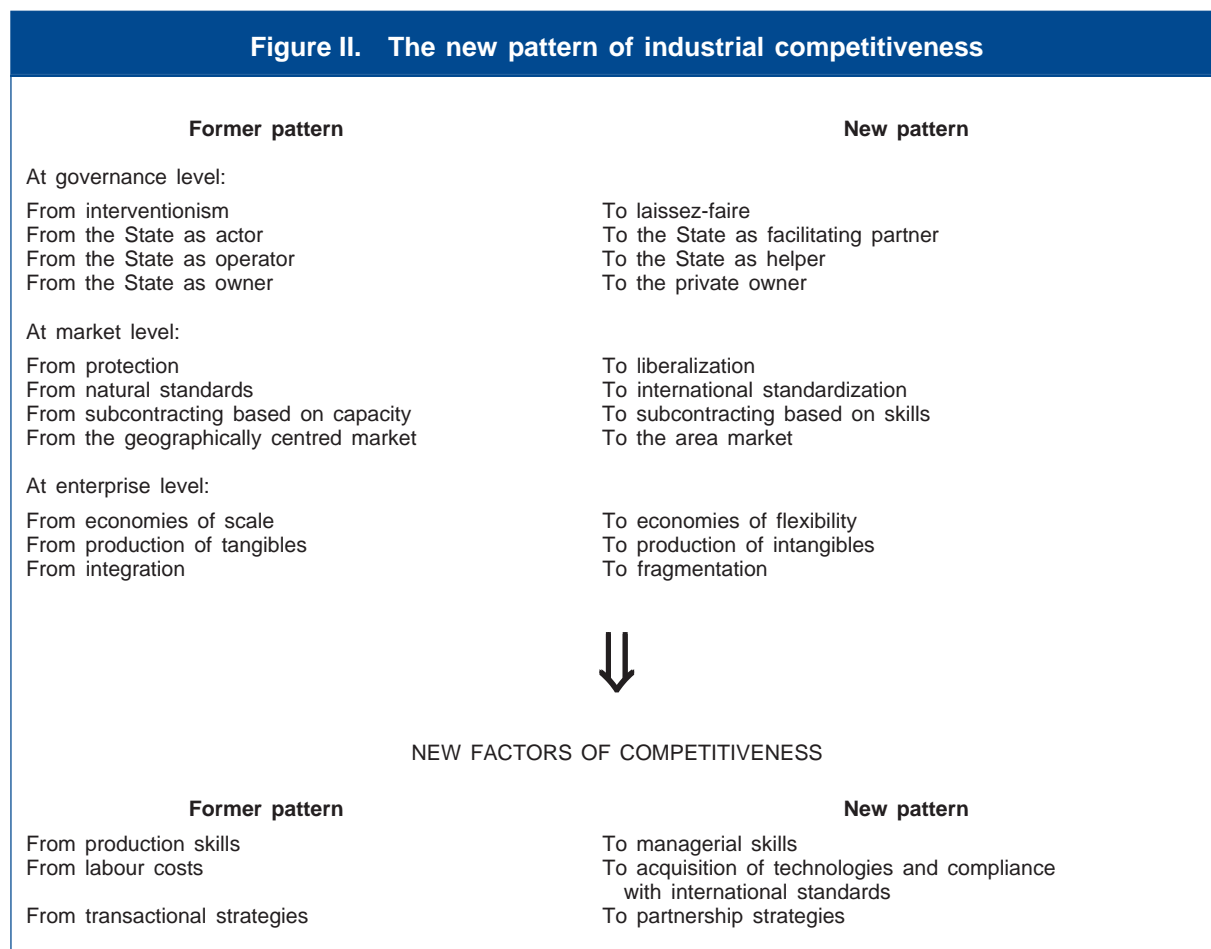 Figure II. The new pattern of industrial competitiveness
Former pattern New pattern
At governance level:
From interventionism To laissez-faire
From the State as actor To the State as facilitating partner
From the State as operator To the State as helper
From the State as owner To the private owner
At market level:
From protection To liberalization
From natural standards To international standardization
From subcontracting based on capacity To subcontracting based on skills
From the geographically centred market To the area market
At enterprise level:
From economies of scale To economies of flexibility
From production of tangibles To production of intangibles
From integration To fragmentation
NEW FACTORS OF COMPETITIVENESS
Former pattern New pattern
From production skills To managerial skills
From labour costs To acquisition of technologies and compliance
with international standards
From transactional strategies To partnership strategies